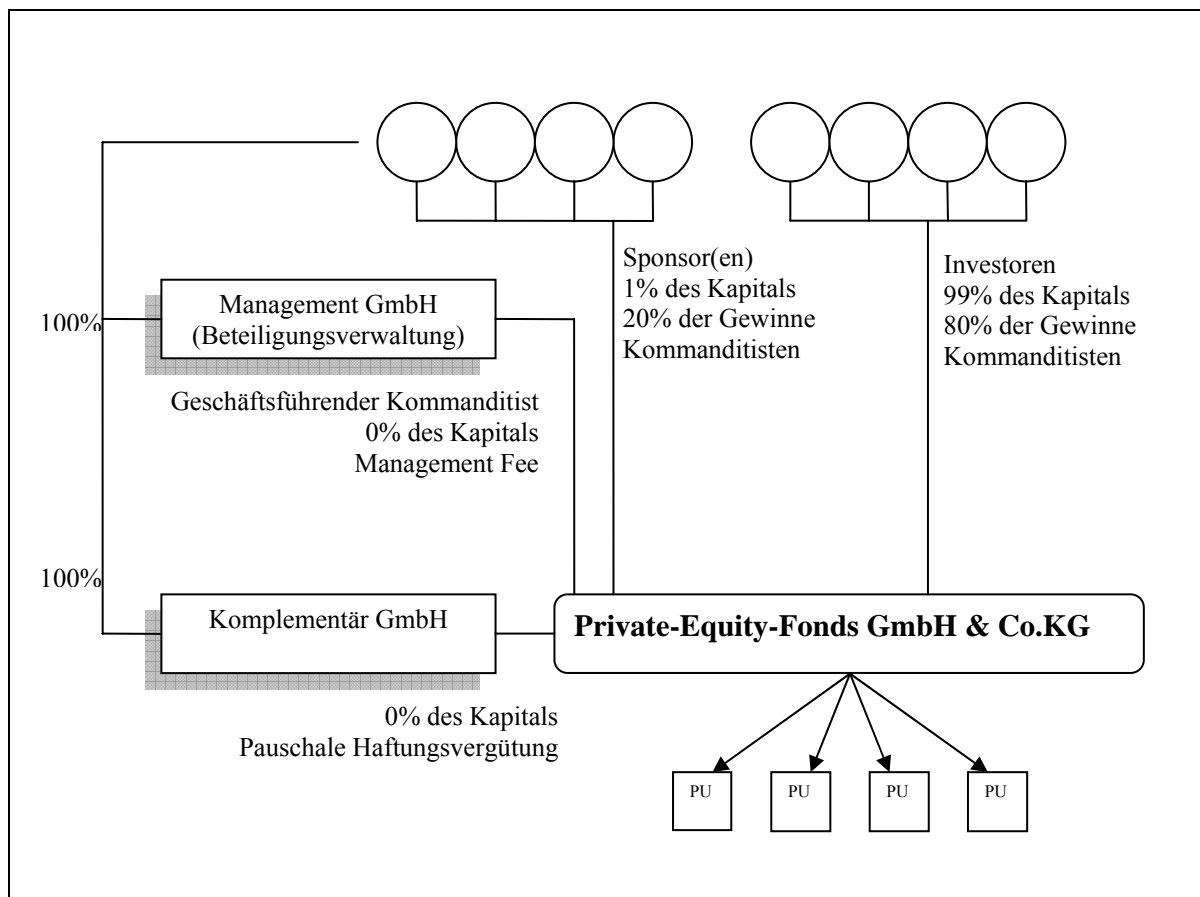 Sponsor(en)
1% des Kapitals
20% der Gewinne
Kommanditisten
Investoren
99% des Kapitals
80% der Gewinne
Kommanditisten
100%
Management GmbH
(Beteiligungsverwaltung)
Geschäftsführender Kommanditist
0% des Kapitals
Management Fee
100%
Komplementär GmbH
Private-Equity-Fonds GmbH & Co.KG
0% des Kapitals
Pauschale Haftungsvergütung
PU
PU
PU
PU